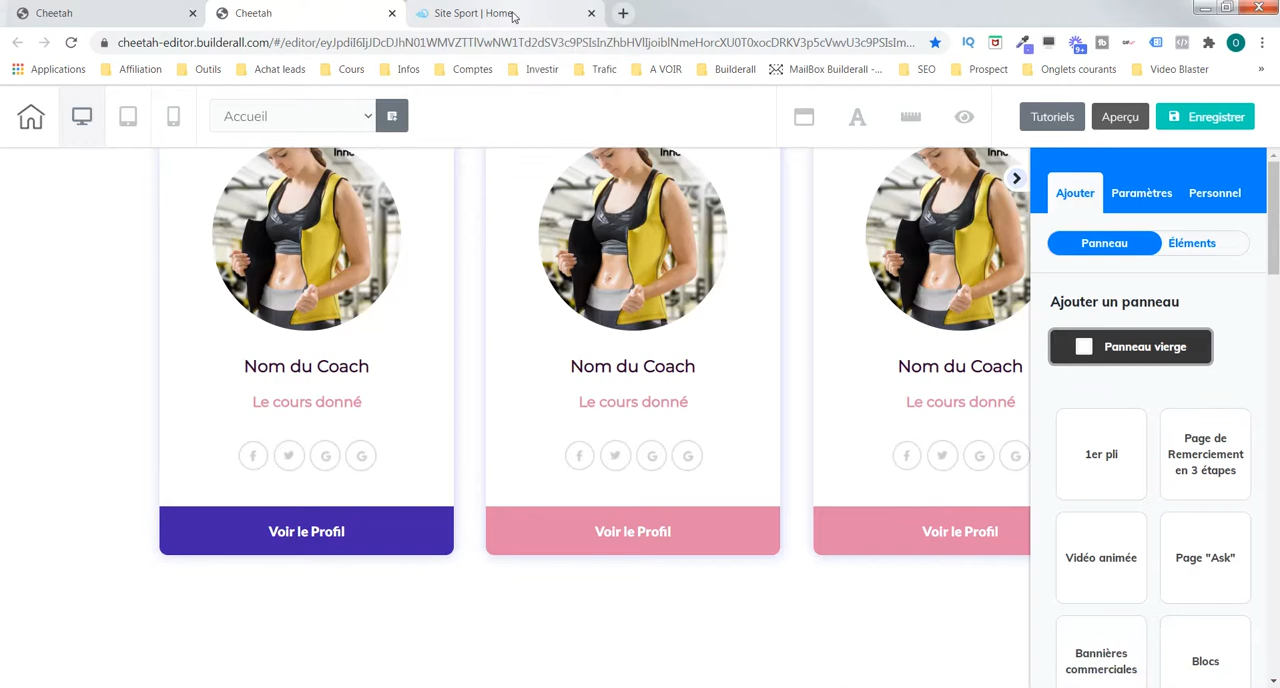 Cheetah
Cheetah
Site Sport | Home
cheetah-editor.builderall.com/#/editor/
Applications
Affiliation
Outils
Achat leads
Cours
Infos
Comptes
Investir
Trafic
A VOIR
Builderall
MailBox Builderall -...
SEO
Prospect
Onglets courants
Video Blaster
»
Accueil
Tutoriels
Aperçu
Enregistrer
Ajouter
Paramètres
Personnel
Panneau
Éléments
Ajouter un panneau
Panneau vierge
1er pli
Page de
Remerciement
en 3 étapes
Vidéo animée
Page "Ask"
Bannières
commerciales
Blocs
Nom du Coach
Le cours donné
Voir le Profil
Nom du Coach
Le cours donné
Voir le Profil
Nom du Coach
Le cours donné
Voir le Profil